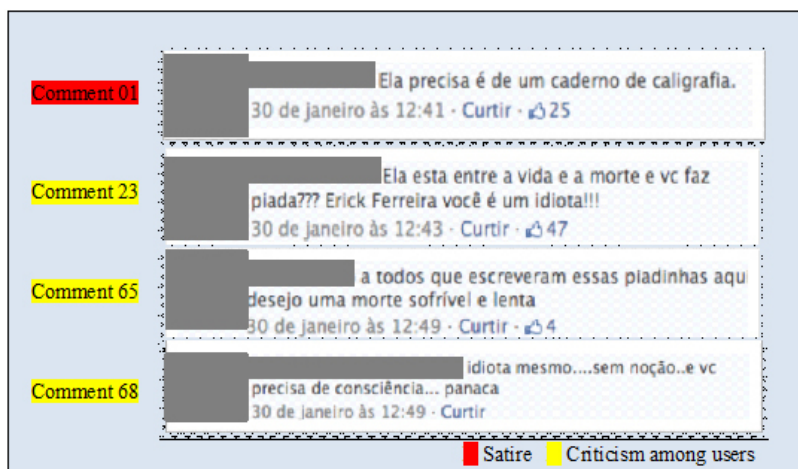 Comment 01
Ela precisa é de um caderno de caligrafia.
30 de janeiro às 12:41 · Curtir · 25
Comment 23
Ela esta entre a vida e a morte e vc faz
piada??? Erick Ferreira você é um idiota!!!
30 de janeiro às 12:43 · Curtir · 47
Comment 65
a todos que escreveram essas piadinhas aqu
desejo uma morte sofrível e lenta
30 de janeiro às 12:49 · Curtir · 4
Comment 68
idiota mesmo....sem noção..e vc
precisa de consciência... panaca
30 de janeiro às 12:49 · Curtir
Satire Criticism among users